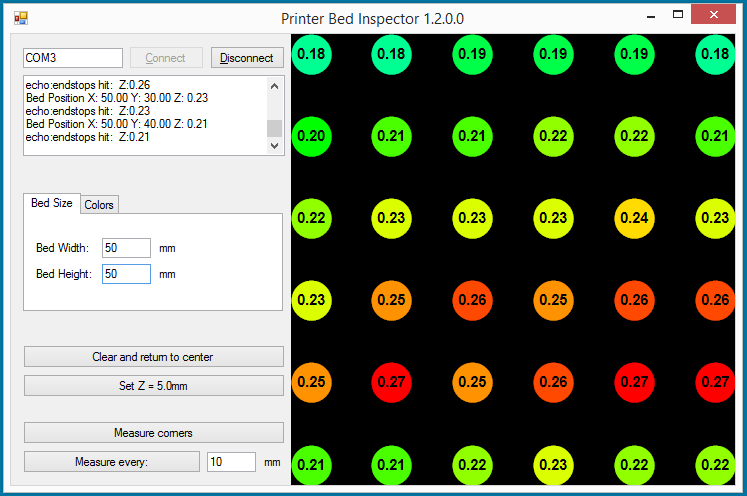 Printer Bed Inspector 1.2.0.0
COM3 Connect Disconnect
echo:endstops hit: Z:0.26
Bed Position X: 50.00 Y: 30.00 Z: 0.23
echo:endstops hit: Z:0.23
Bed Position X: 50.00 Y: 40.00 Z: 0.21
echo:endstops hit: Z:0.21
Bed Size Colors
Bed Width: 50 mm
Bed Height: 50 mm
Clear and return to center
Set Z = 5.0mm
Measure corners
Measure every: 10 mm
0.18 0.18 0.19 0.19 0.19 0.18
0.20 0.21 0.21 0.22 0.22 0.21
0.22 0.23 0.23 0.23 0.24 0.23
0.23 0.25 0.26 0.25 0.26 0.26
0.25 0.27 0.25 0.26 0.27 0.27
0.21 0.21 0.22 0.23 0.22 0.22